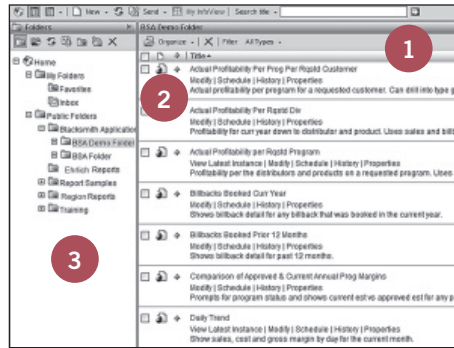 New
Send
My InfoView
Search title
Folders
BSA Demo Folder
Organize
Filter
All Types
Title
Home
My Folders
Favorites
Inbox
Public Folders
Blacksmith Application
BSA Demo Folder
BSA Folder
Ehrlich Reports
Report Samples
Region Reports
Training
1
2
3
Actual Profitability Per Prog Per Rqstd Customer
Modify | Schedule | History | Properties
Actual profitability per program for a requested customer. Can drill into type g
Actual Profitability Per Rqstd Div
Modify | Schedule | History | Properties
Profitability for curr year down to distributor and product. Uses sales and bill
Actual Profitability per Rqstd Program
View Latest Instance | Modify | Schedule | History | Properties
Profitability per the distributors and products on a requested program. Uses
Billbacks Booked Curr Year
Modify | Schedule | History | Properties
Shows billback detail for any billback that was booked in the current year.
Billbacks Booked Prior 12 Months
Modify | Schedule | History | Properties
Shows billback detail for past 12 months.
Comparison of Approved & Current Annual Prog Margins
Modify | Schedule | History | Properties
Prompts for program status and shows current est vs approved est for any p
Daily Trend
View Latest Instance | Modify | Schedule | History | Properties
Show sales, cost and gross margin by day for the current month.